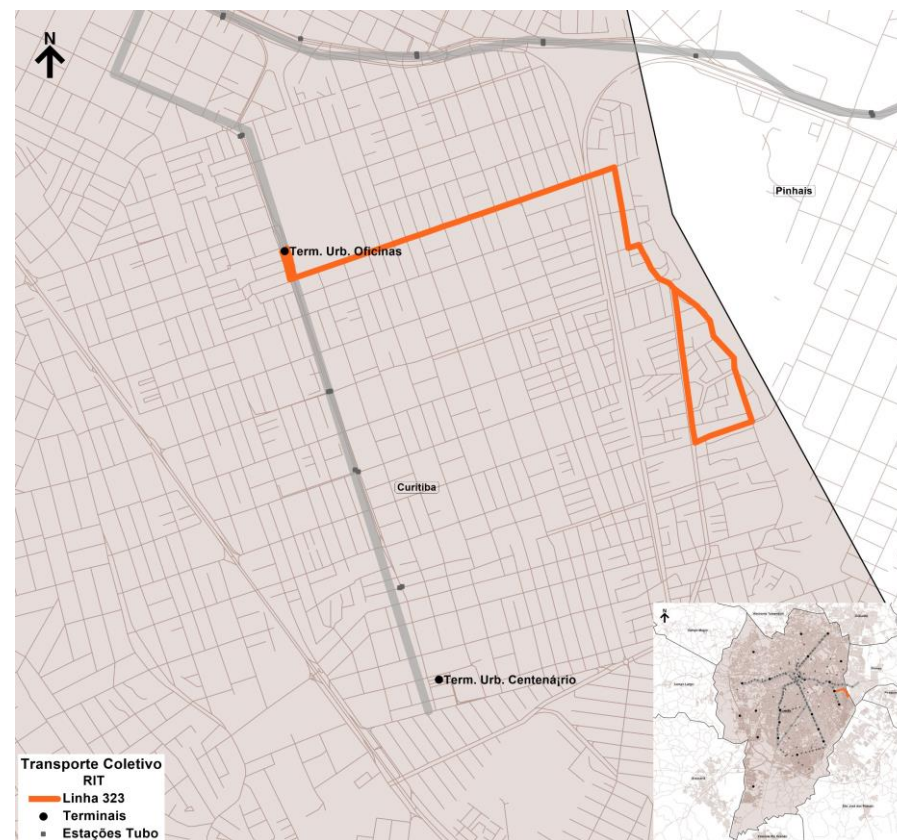 N
Pinhais
Term. Urb. Oficinas
Curitiba
Term. Urb. Centená¡rio
Transporte Coletivo
RIT
Linha 323
Terminais
Estações Tubo
N